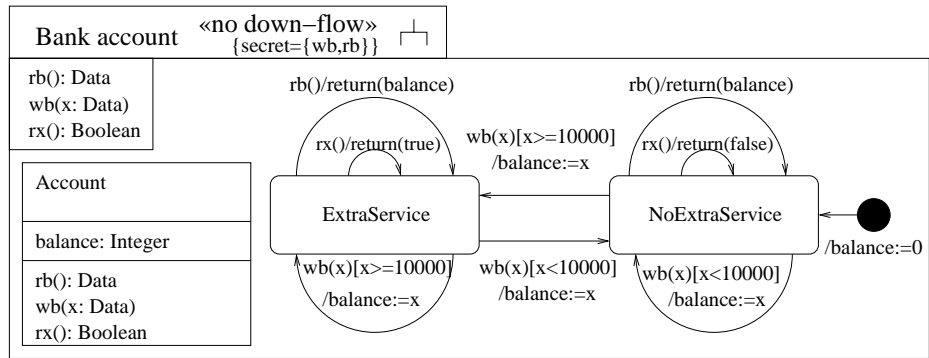 Bank account
«no down−flow»
{secret={wb,rb}}
rb(): Data
wb(x: Data)
rx(): Boolean
Account
balance: Integer
rb(): Data
wb(x: Data)
rx(): Boolean
rb()/return(balance)
rx()/return(true)
ExtraService
wb(x)[x>=10000]
/balance:=x
wb(x)[x>=10000]
/balance:=x
wb(x)[x<10000]
/balance:=x
rb()/return(balance)
rx()/return(false)
NoExtraService
wb(x)[x<10000]
/balance:=x
/balance:=0